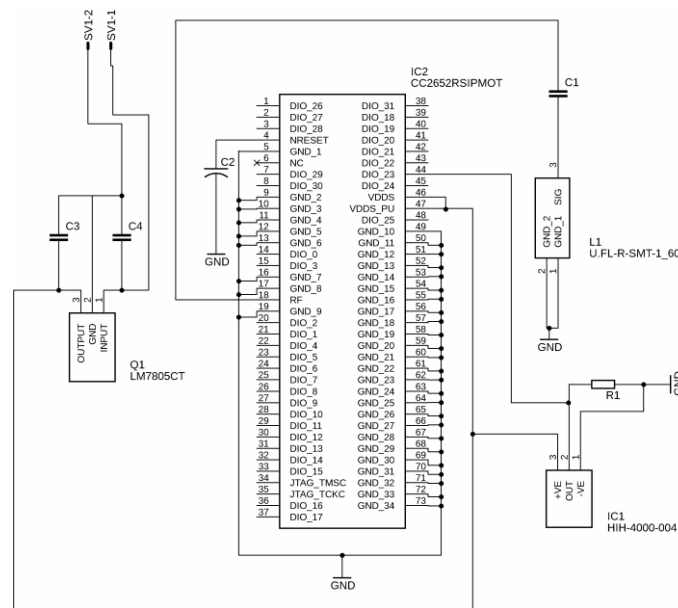 SV1-2
SV1-1
IC2
CC2652RSIPMOT
C1
1 DIO_26 DIO_31 38
2 DIO_27 DIO_18 39
3 DIO_28 DIO_19 40
4 NRESET DIO_20 41
5 GND_1 DIO_21 42
6 NC DIO_22 43
7 DIO_29 DIO_23 44
8 DIO_30 DIO_24 45
9 GND_2 VDDS 46
10 GND_3 VDDS_PU 47
11 GND_4 DIO_25 48
12 GND_5 GND_10 49
13 GND_6 GND_11 50
14 DIO_0 GND_12 51
15 DIO_3 GND_13 52
16 GND_7 GND_14 53
17 GND_8 GND_15 54
18 RF GND_16 55
19 GND_9 GND_17 56
20 DIO_2 GND_18 57
21 DIO_1 GND_19 58
22 DIO_4 GND_20 59
23 DIO_5 GND_21 60
24 DIO_6 GND_22 61
25 DIO_7 GND_23 62
26 DIO_8 GND_24 63
27 DIO_9 GND_25 64
28 DIO_10 GND_26 65
29 DIO_11 GND_27 66
30 DIO_12 GND_28 67
31 DIO_13 GND_29 68
32 DIO_14 GND_30 69
33 DIO_15 GND_31 70
34 JTAG_TMSC GND_32 71
35 JTAG_TCKC GND_33 72
36 DIO_16 GND_34 73
37 DIO_17
C2
GND
C3
C4
3 2 1
OUTPUT
GND
INPUT
Q1
LM7805CT
3
SIG
GND_2
GND_1
2 1
L1
U.FL-R-SMT-1_60
GND
R1
GND
3 2 1
+VE
OUT
-VE
IC1
HIH-4000-004
GND